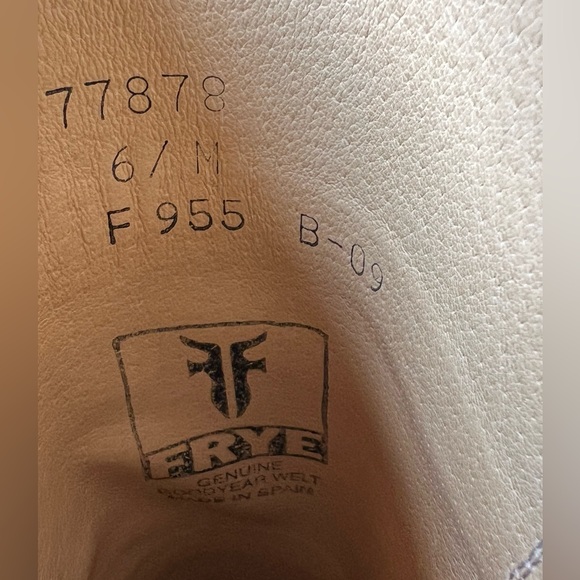 77878
6/M
F 955 B-09
FRYE
GENUINE
GOODYEAR WELT
MADE IN SPAIN